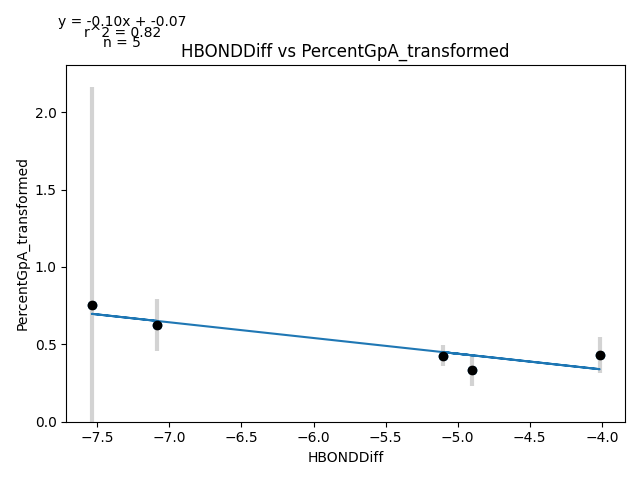 y = -0.10x + -0.07
r^2 = 0.82
n = 5
HBONDDiff vs PercentGpA_transformed
PercentGpA_transformed
2.0
1.5
1.0
0.5
0.0
−7.5 −7.0 −6.5 −6.0 −5.5 −5.0 −4.5 −4.0
HBONDDiff